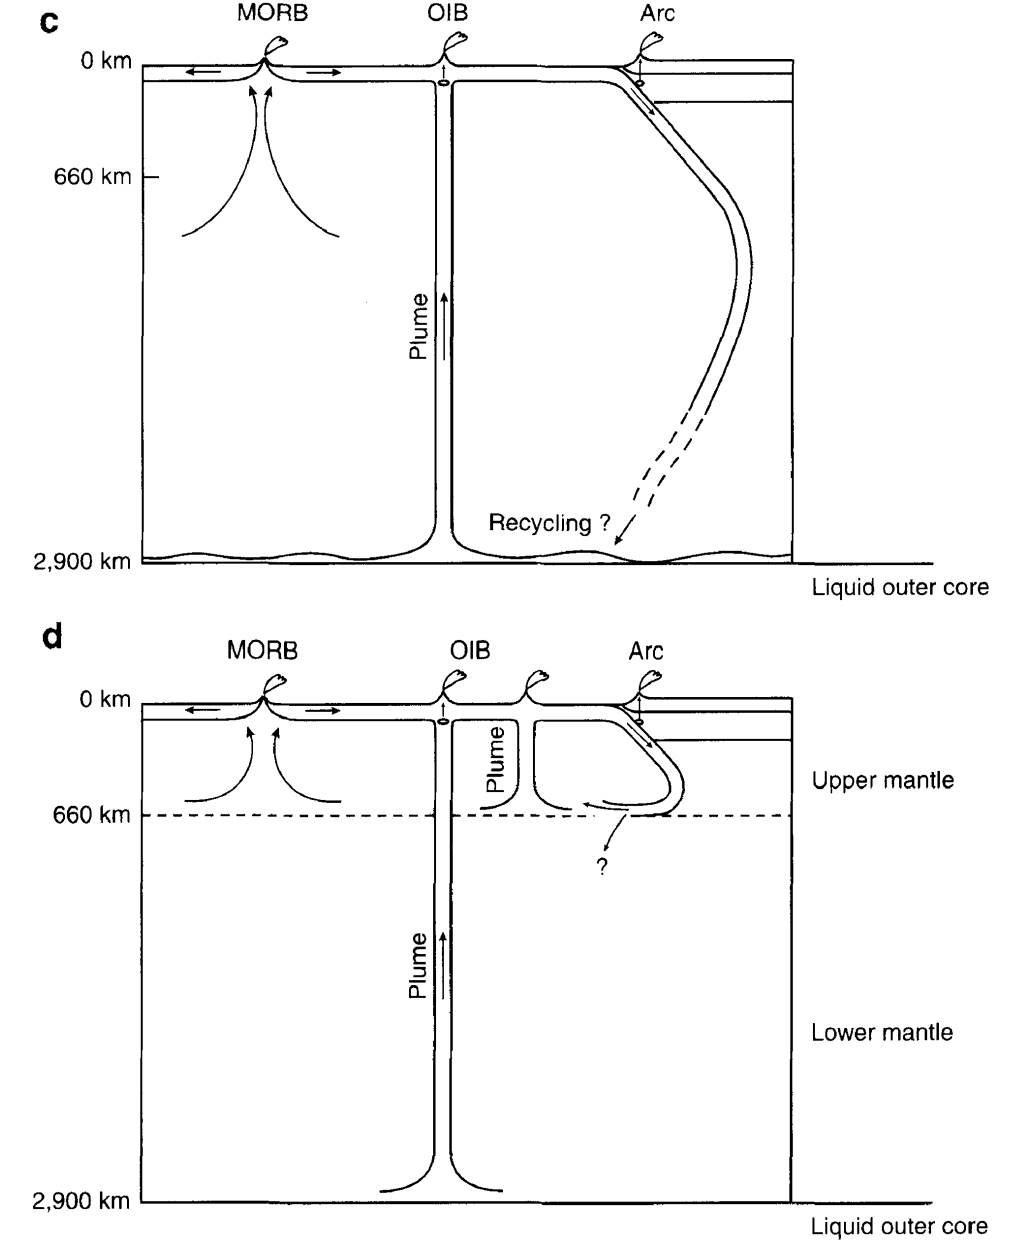 c
MORB OIB Arc
0 km
660 km
Plume
Recycling ?
2,900 km
Liquid outer core
d
MORB OIB Arc
0 km
Plume
Upper mantle
660 km
?
Plume
Lower mantle
2,900 km
Liquid outer core